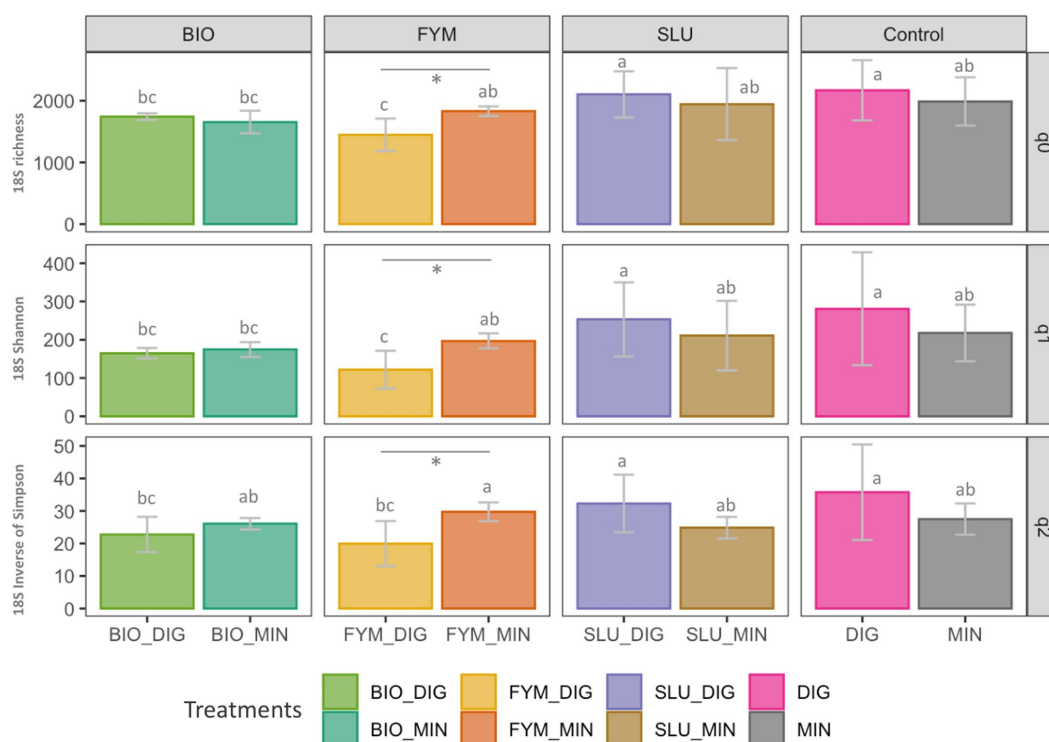 BIO FYM SLU Control
18S richness
2000
1000
0
bc bc
c ab
*
a ab
a ab
q0
18S Shannon
400
300
200
100
0
bc bc
c ab
*
a ab
a ab
q1
18S Inverse of Simpson
50
40
30
20
10
0
bc ab
bc a
*
a ab
a ab
q2
BIO_DIG BIO_MIN FYM_DIG FYM_MIN SLU_DIG SLU_MIN DIG MIN
Treatments
BIO_DIG FYM_DIG SLU_DIG DIG
BIO_MIN FYM_MIN SLU_MIN MIN